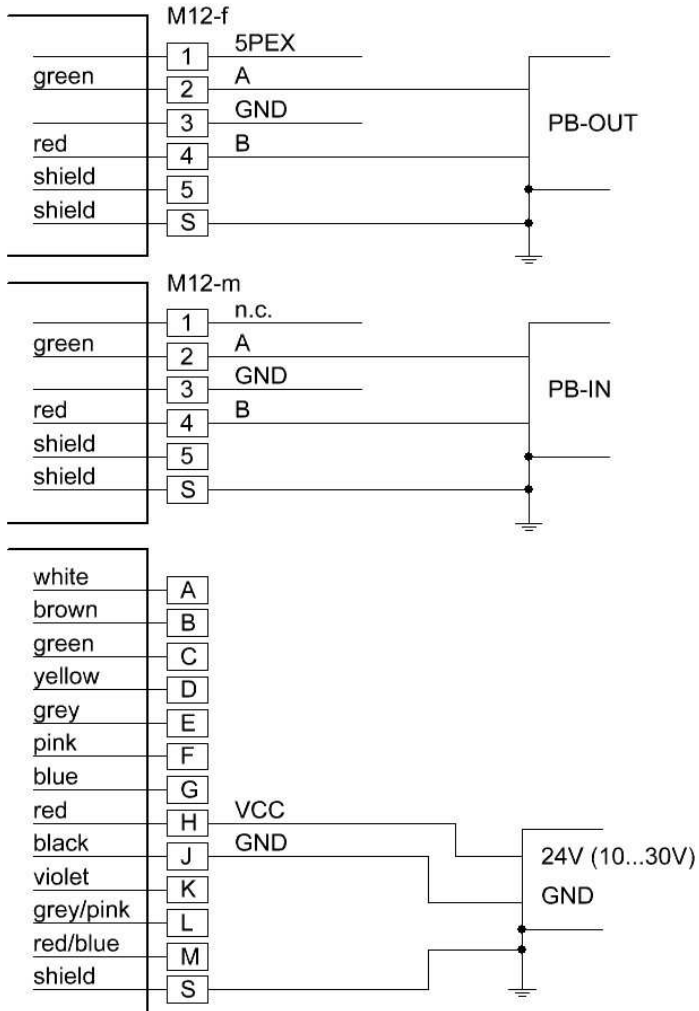 M12-f
1 5PEX
green 2 A
3 GND
PB-OUT
red 4 B
shield 5
shield S
M12-m
1 n.c.
green 2 A
3 GND
PB-IN
red 4 B
shield 5
shield S
white A
brown B
green C
yellow D
grey E
pink F
blue G
red H VCC
black J GND
24V (10...30V)
violet K
GND
grey/pink L
red/blue M
shield S